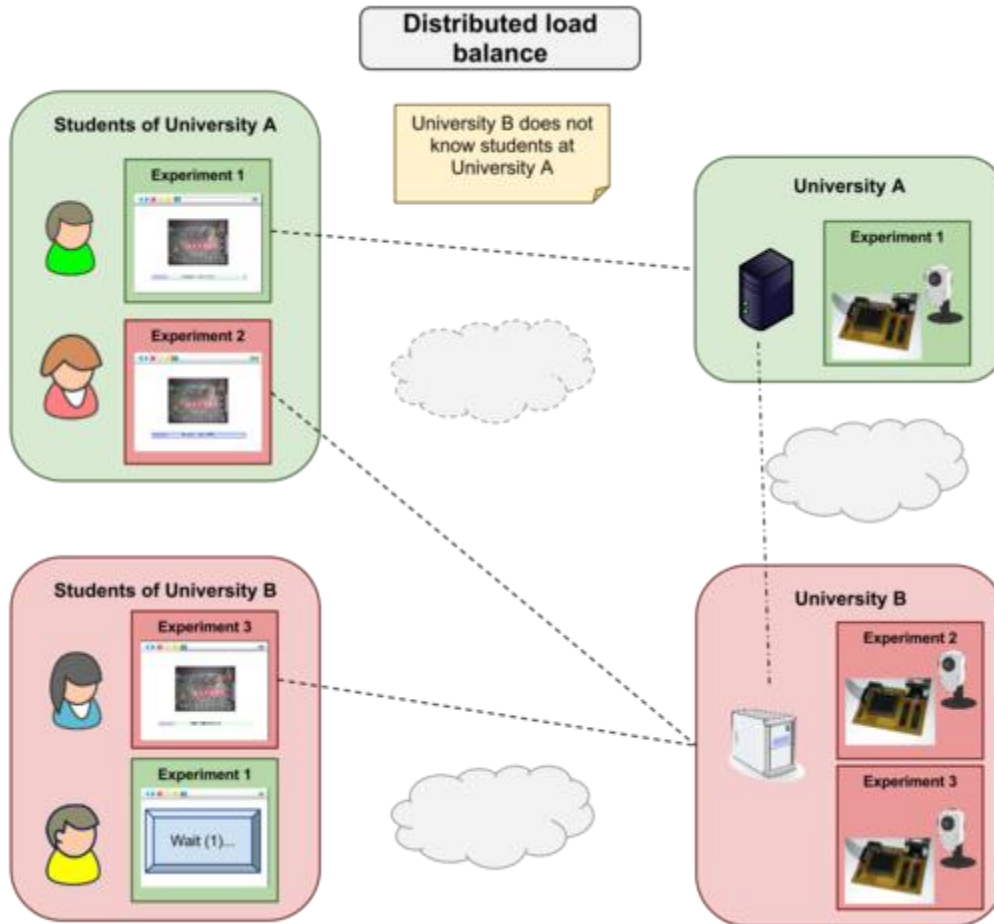 Distributed load
balance
Students of University A
University B does not
know students at
University A
Experiment 1
University A
Experiment 1
Experiment 2
Students of University B
University B
Experiment 3
Experiment 2
Experiment 1
Wait (1)...
Experiment 3